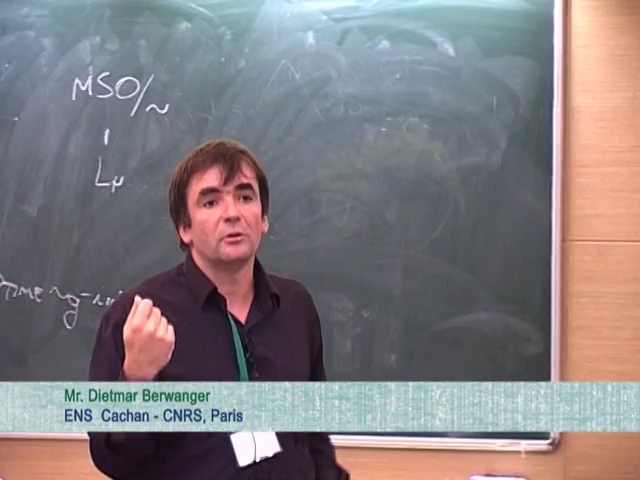 MSO/~
Lμ
Mr. Dietmar Berwanger
ENS Cachan - CNRS, Paris